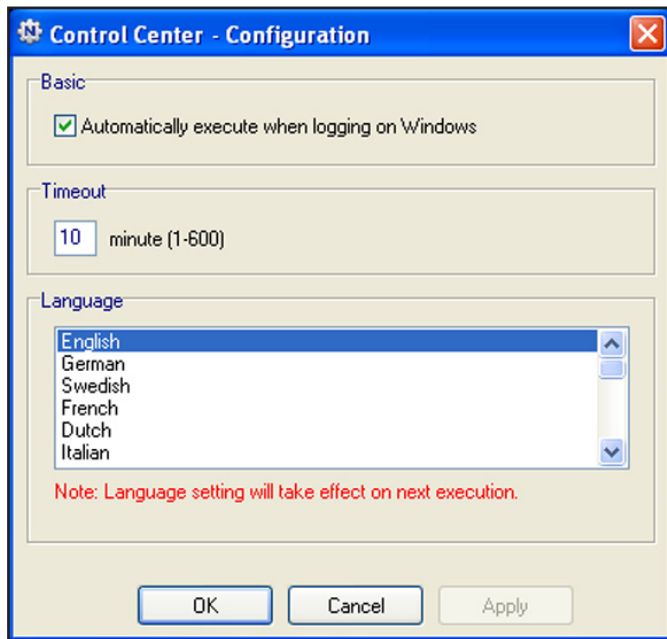 Control Center - Configuration
Basic
Automatically execute when logging on Windows
Timeout
10 minute (1-600)
Language
English
German
Swedish
French
Dutch
Italian
Note: Language setting will take effect on next execution.
OK Cancel Apply